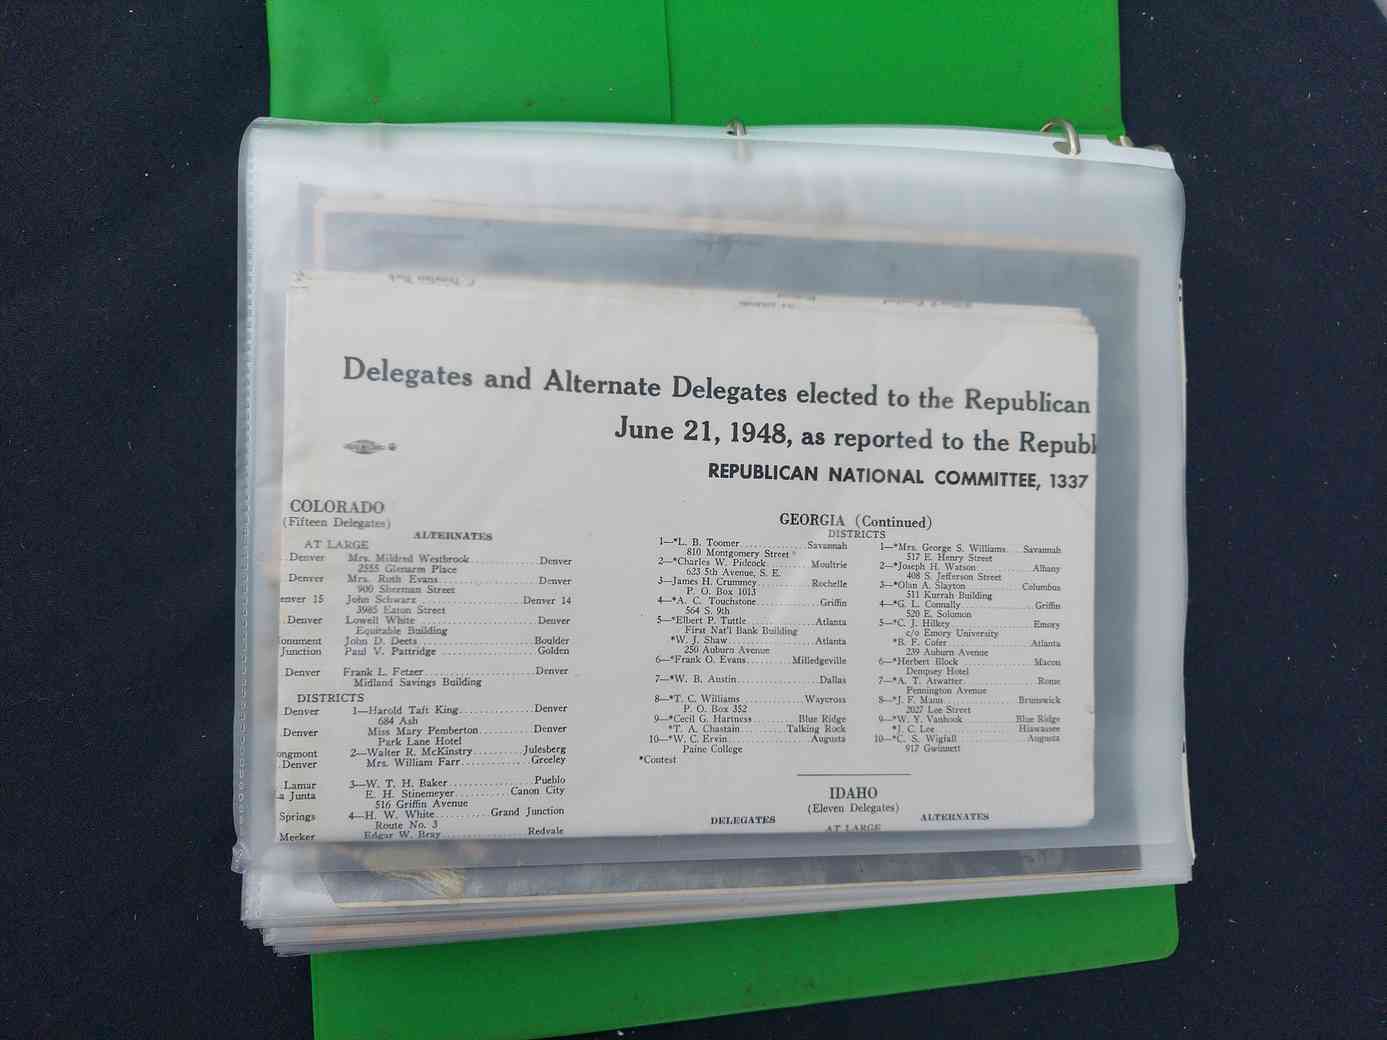 Delegates and Alternate Delegates elected to the Republican
June 21, 1948, as reported to the Republ
REPUBLICAN NATIONAL COMMITTEE, 1337
COLORADO
(Fifteen Delegates)
ALTERNATES
AT LARGE
Denver Mrs. Mildred Westbrook Denver
2555 Glenarm Place
Denver Mrs. Ruth Evans Denver
900 Sherman Street
enver 15 John Schwarz Denver 14
3985 Eaton Street
Denver Lowell White Denver
Equitable Building
onument John D. Deets Boulder
Junction Paul V. Partridge Golden
Denver Frank L. Fetzer Denver
Midland Savings Building
DISTRICTS
Denver 1—Harold Taft King Denver
684 Ash
Denver Miss Mary Pemberton Denver
Park Lane Hotel
ongmont 2—Walter R. McKinstry Julesberg
Denver Mrs. William Farr Greeley
Lamar 3—W. T. H. Baker Pueblo
a Junta E. H. Stinemeyer Canon City
516 Griffin Avenue
Springs 4—H. W. White Grand Junction
Route No. 3
Meeker Edgar W. Bray Redvale
GEORGIA (Continued)
DISTRICTS
1—*L. B. Toomer Savannah
810 Montgomery Street
2—*Charles W. Pidcock Moultrie
623 5th Avenue, S. E.
3—James H. Crummey Rochelle
P. O. Box 1013
4—*A. C. Touchstone Griffin
564 S. 9th
5—*Elbert P. Tuttle Atlanta
First Nat'l Bank Building
*W. J. Shaw Atlanta
250 Auburn Avenue
6—*Frank O. Evans Milledgeville
7—*W. B. Austin Dallas
8—*T. C. Williams Waycross
P. O. Box 352
9—*Cecil G. Hartness Blue Ridge
*T. A. Chastain Talking Rock
10—*W. C. Ervin Augusta
Paine College
*Contest
1—*Mrs. George S. Williams Savannah
517 E. Henry Street
2—*Joseph H. Watson Albany
408 S. Jefferson Street
3—*Olin A. Slayton Columbus
511 Kurrah Building
4—*G. L. Connally Griffin
520 E. Solomon
5—*C. J. Hilkey Emory
c/o Emory University
*B. F. Cofer Atlanta
239 Auburn Avenue
6—*Herbert Block Macon
Dempsey Hotel
7—*A. T. Atwatter Rome
Pennington Avenue
8—*J. F. Mann Brunswick
2027 Lee Street
9—*W. Y. Vanhook Blue Ridge
*J. C. Lee Hiawassee
10—*C. S. Wigfall Augusta
917 Gwinnett
IDAHO
(Eleven Delegates)
DELEGATES ALTERNATES
AT LARGE